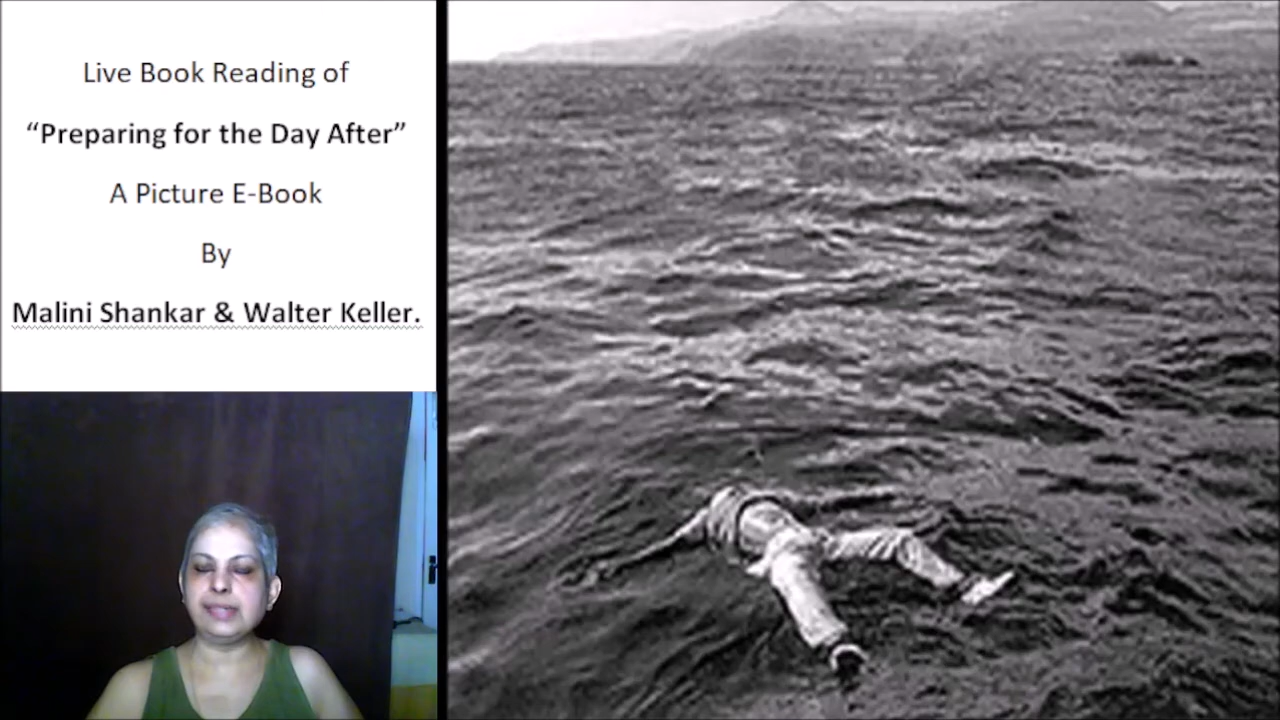 Live Book Reading of
“Preparing for the Day After”
A Picture E-Book
By
Malini Shankar & Walter Keller.